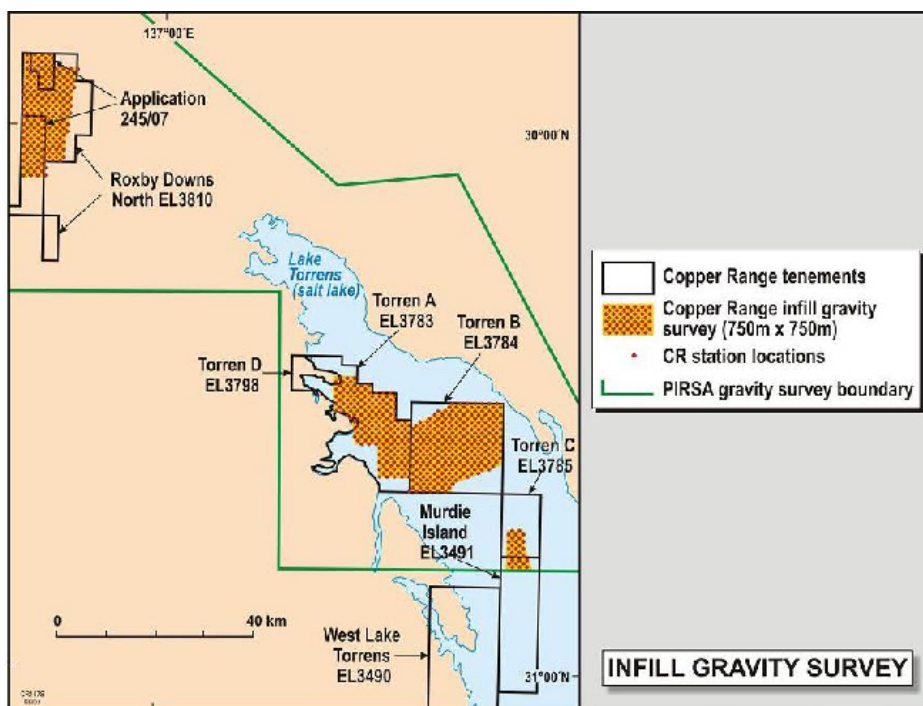 137°00'E
Application
245/07
30°00'N
Roxby Downs
North EL3810
Lake
Torrens
(salt lake)
Torren A
EL3783
Torren B
EL3784
Torren D
EL3798
Torren C
EL3785
Murdie
Island
EL3491
0 40 km
West Lake
Torrens
EL3490
31°00'N
Copper Range tenements
Copper Range infill gravity
survey (750m x 750m)
CR station locations
PIRSA gravity survey boundary
INFILL GRAVITY SURVEY